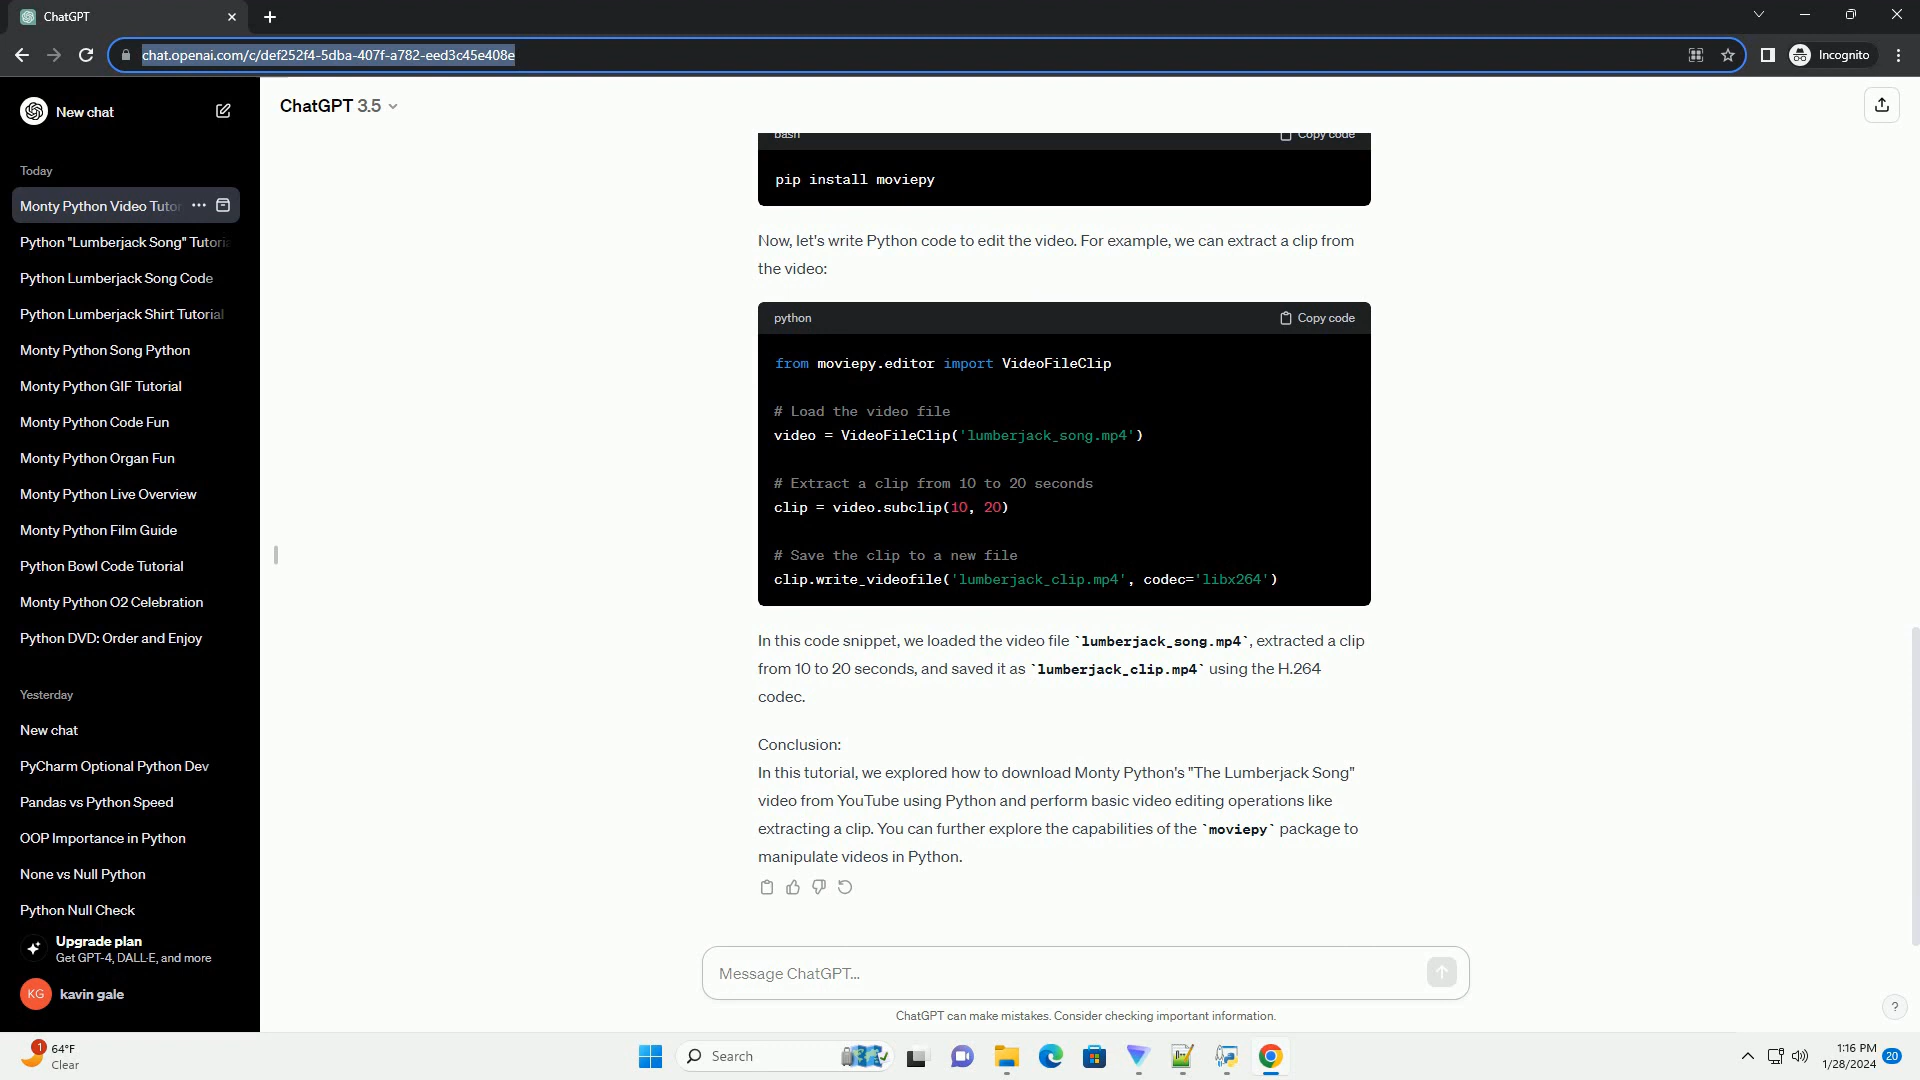 ChatGPT
chat.openai.com/c/def252f4-5dba-407f-a782-eed3c45e408e
Incognito
New chat
Today
Monty Python Video Tutor
Python "Lumberjack Song" Tutoria
Python Lumberjack Song Code
Python Lumberjack Shirt Tutorial
Monty Python Song Python
Monty Python GIF Tutorial
Monty Python Code Fun
Monty Python Organ Fun
Monty Python Live Overview
Monty Python Film Guide
Python Bowl Code Tutorial
Monty Python O2 Celebration
Python DVD: Order and Enjoy
Yesterday
New chat
PyCharm Optional Python Dev
Pandas vs Python Speed
OOP Importance in Python
None vs Null Python
Python Null Check
Upgrade plan
Get GPT-4, DALL·E, and more
KG kavin gale
ChatGPT 3.5
bash Copy code
pip install moviepy
Now, let's write Python code to edit the video. For example, we can extract a clip from
the video:
python Copy code
from moviepy.editor import VideoFileClip
# Load the video file
video = VideoFileClip('lumberjack_song.mp4')
# Extract a clip from 10 to 20 seconds
clip = video.subclip(10, 20)
# Save the clip to a new file
clip.write_videofile('lumberjack_clip.mp4', codec='libx264')
In this code snippet, we loaded the video file `lumberjack_song.mp4`, extracted a clip
from 10 to 20 seconds, and saved it as `lumberjack_clip.mp4` using the H.264
codec.
Conclusion:
In this tutorial, we explored how to download Monty Python's "The Lumberjack Song"
video from YouTube using Python and perform basic video editing operations like
extracting a clip. You can further explore the capabilities of the `moviepy` package to
manipulate videos in Python.
Message ChatGPT...
ChatGPT can make mistakes. Consider checking important information.
?
1
64°F
Clear
Search
1:16 PM
1/28/2024
20